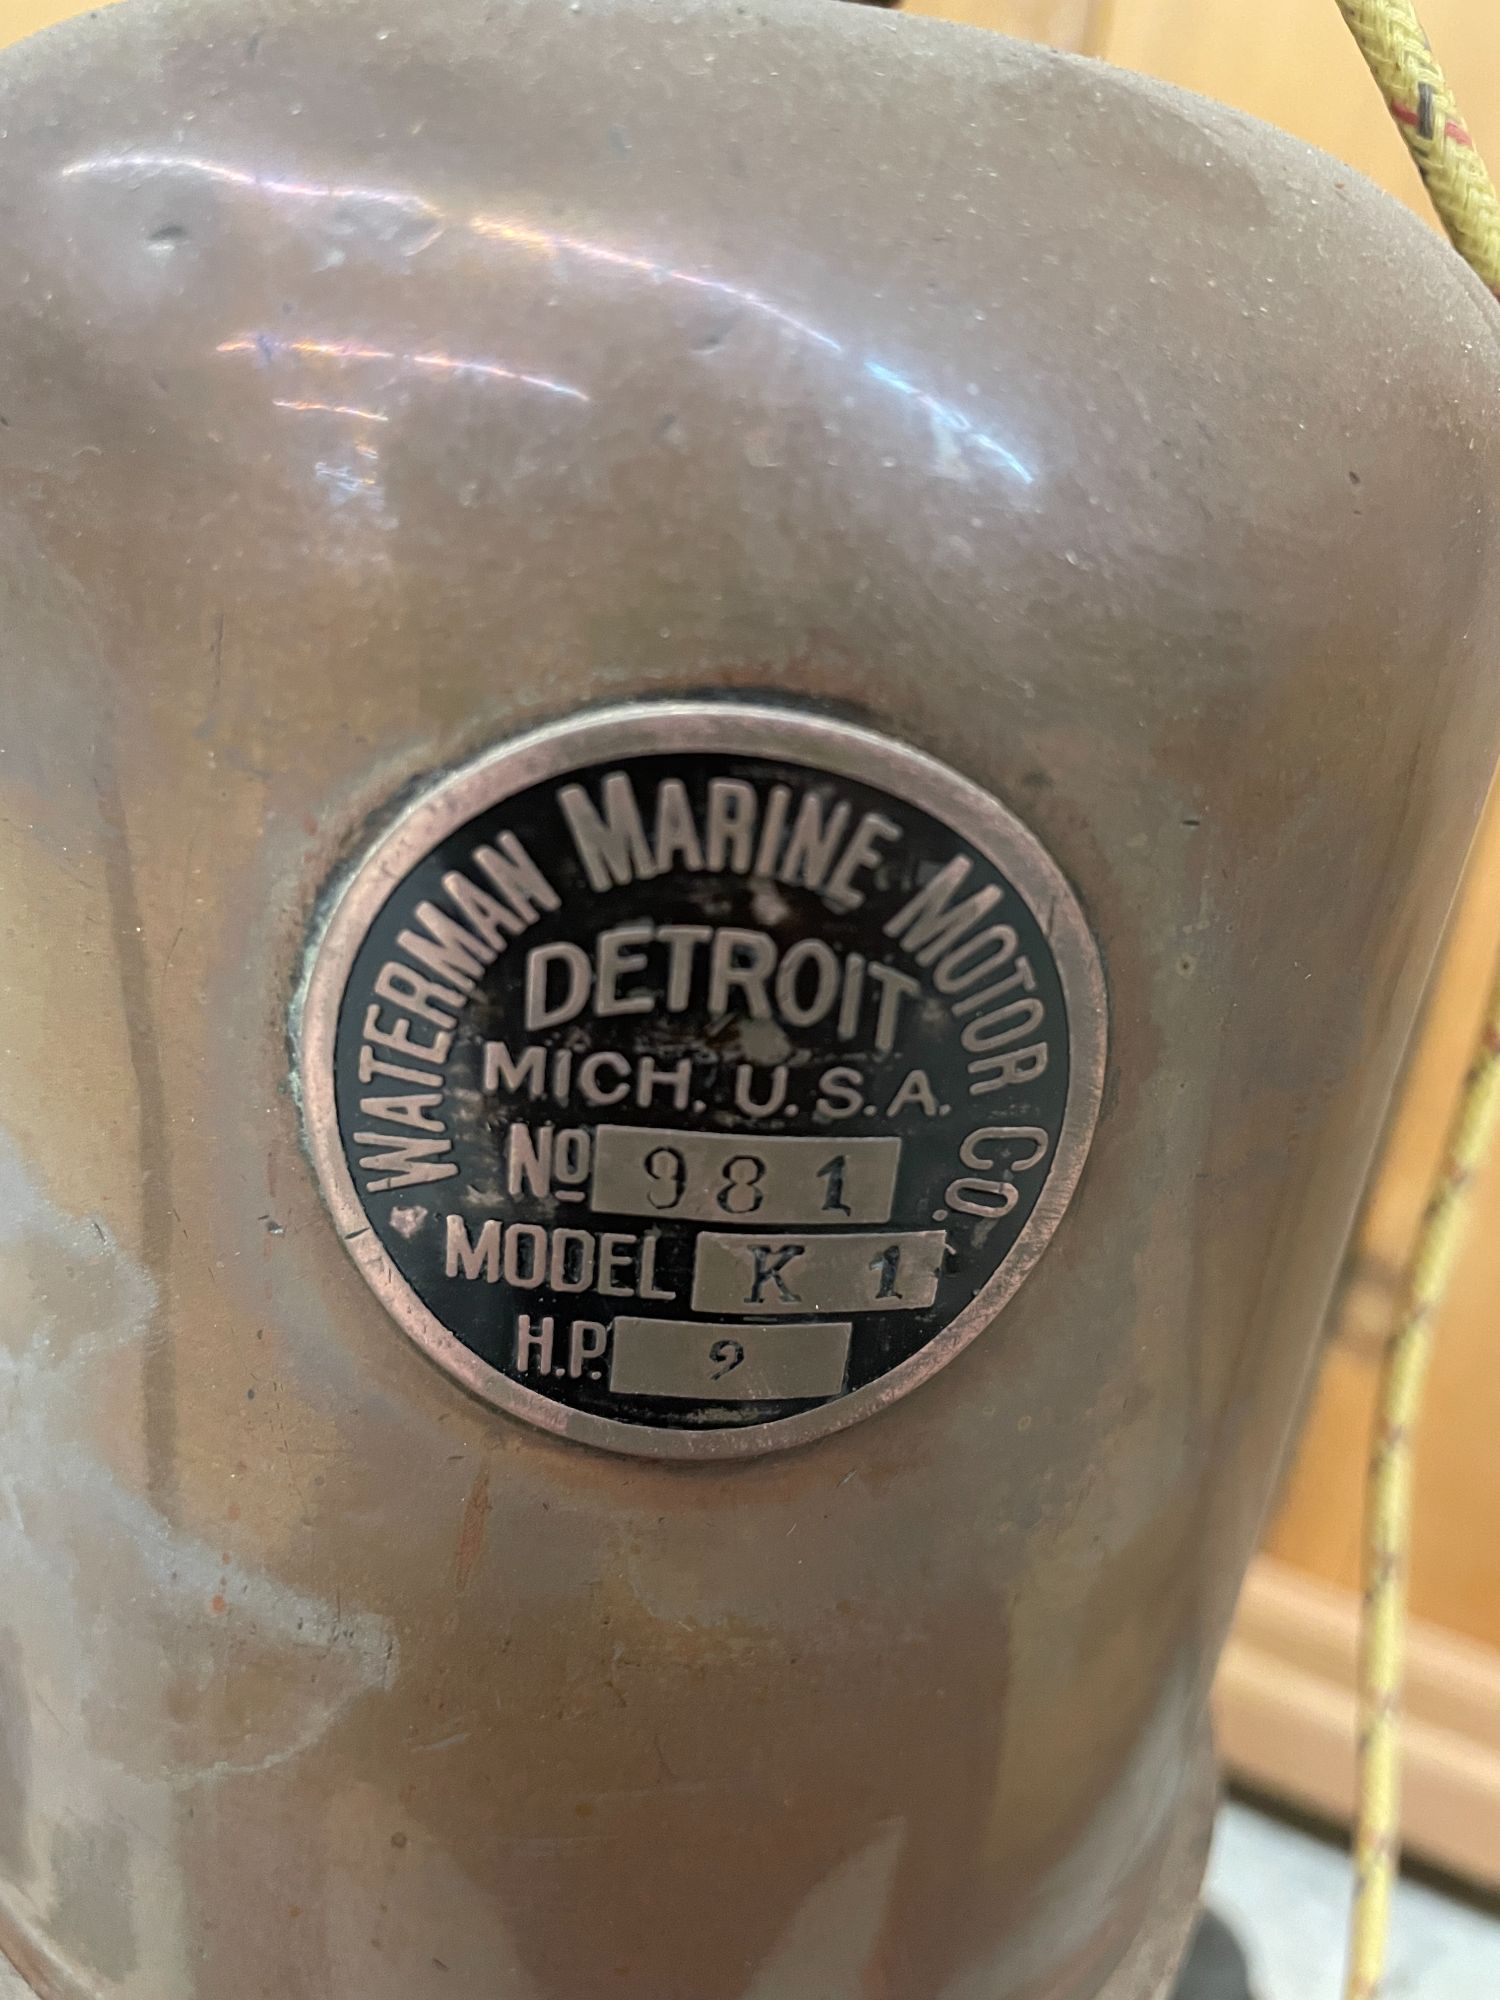 WATERMAN MARINE MOTOR CO.
DETROIT
MICH. U.S.A.
No 981
MODEL K 1
H.P. 2